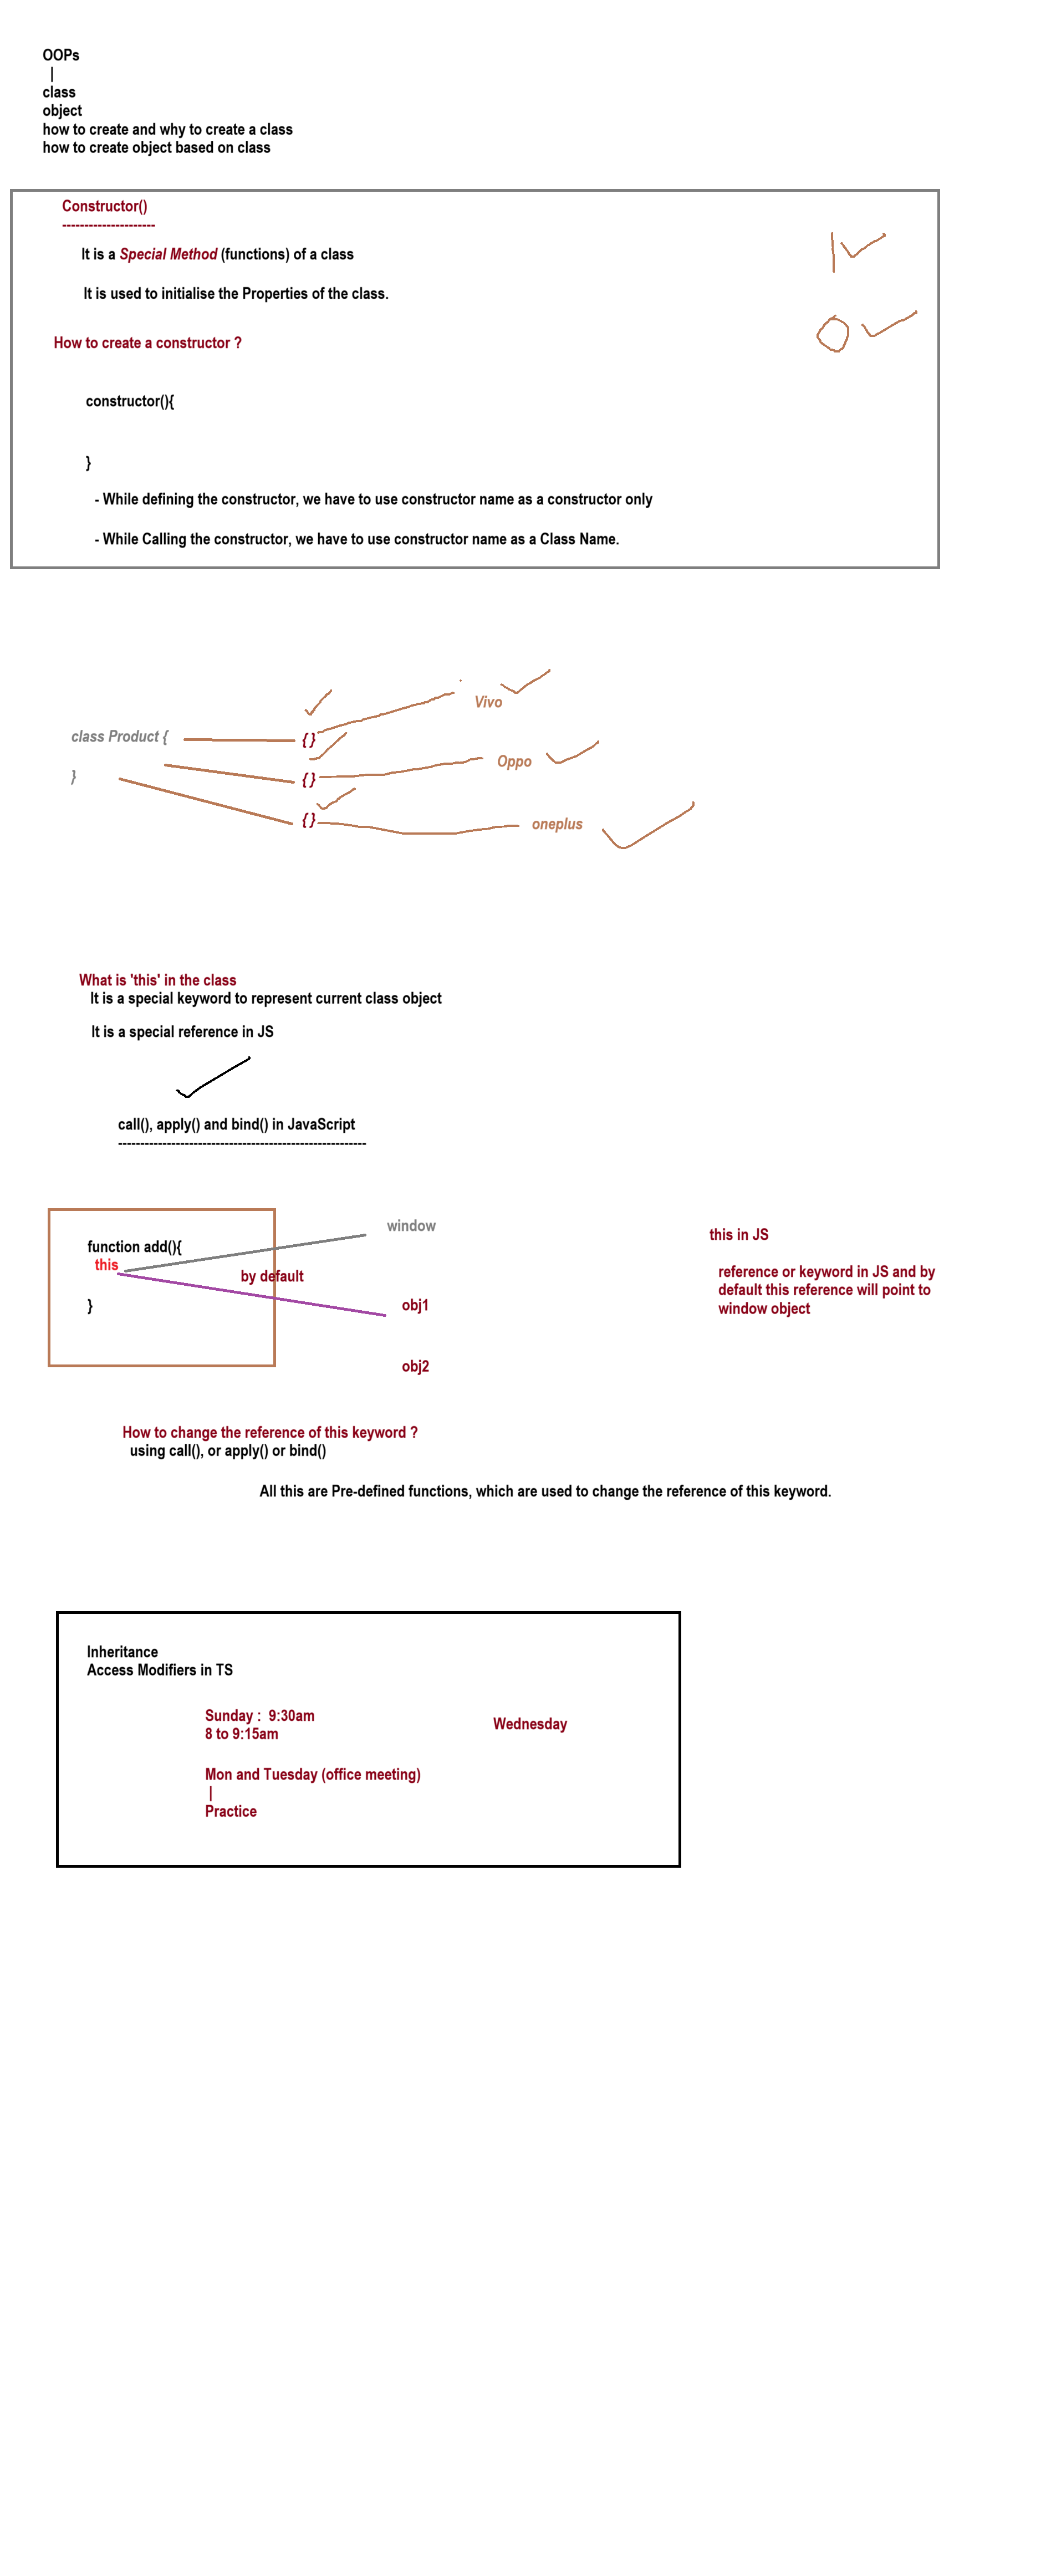 OOPs
|
class
object
how to create and why to create a class
how to create object based on class
Constructor()
---------------------
It is a Special Method (functions) of a class
It is used to initialise the Properties of the class.
How to create a constructor ?
constructor(){
}
- While defining the constructor, we have to use constructor name as a constructor only
- While Calling the constructor, we have to use constructor name as a Class Name.
1
0
class Product {
}
{ }
{ }
{ }
Vivo
Oppo
oneplus
What is 'this' in the class
It is a special keyword to represent current class object
It is a special reference in JS
call(), apply() and bind() in JavaScript
--------------------------------------------------------
function add(){
this
}
by default
window
obj1
obj2
this in JS
reference or keyword in JS and by
default this reference will point to
window object
How to change the reference of this keyword ?
using call(), or apply() or bind()
All this are Pre-defined functions, which are used to change the reference of this keyword.
Inheritance
Access Modifiers in TS
Sunday :  9:30am
8 to 9:15am
Wednesday
Mon and Tuesday (office meeting)
|
Practice